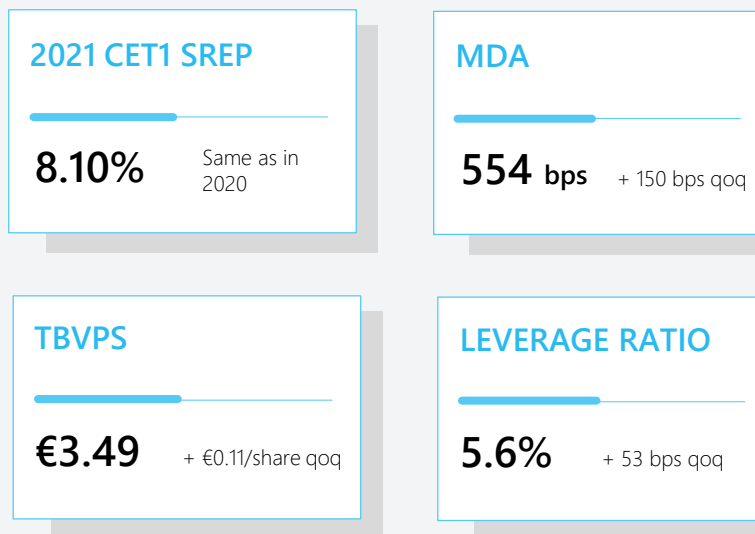 2021 CET1 SREP
8.10%
Same as in
2020
MDA
554 bps
+ 150 bps qoq
TBVPS
€3.49
+ €0.11/share qoq
LEVERAGE RATIO
5.6%
+ 53 bps qoq